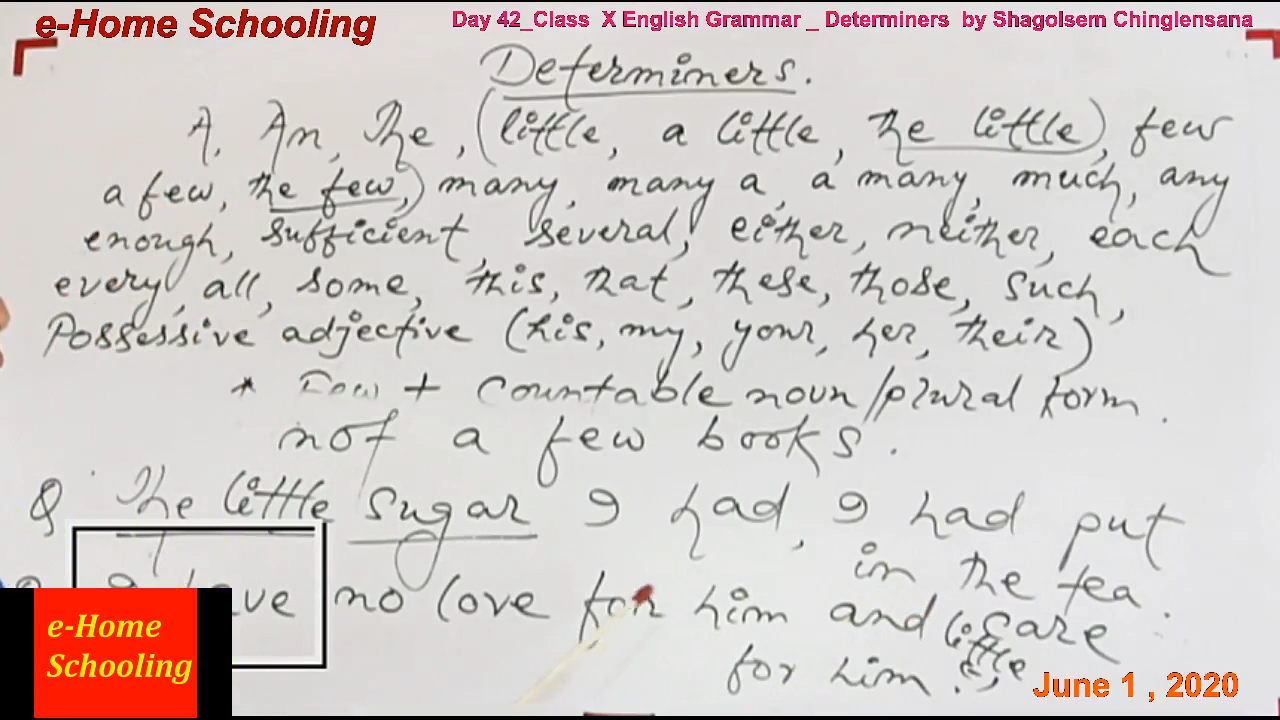 e-Home Schooling
Day 42_Class X English Grammar _ Determiners by Shagolsem Chinglensana
Determiners.
A, An, The, (little, a little, the little), few
a few, the few,) many, many a, a many, much, any
enough, sufficient, several, either, neither, each
every, all, some, this, that, these, those, such,
Possessive adjective (his, my, your, her, their)
* Few + countable noun/plural form.
not a few books.
Q The little sugar I had, I had put
in the tea.
no love for him and little care
for him.
e-Home
Schooling
June 1 , 2020